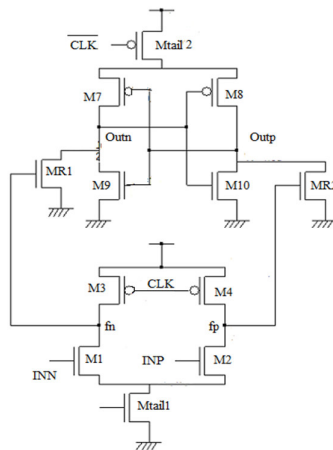 CLK
Mtail 2
M7
M8
Outn
Outp
MR1
M9
M10
M3
CLK
M4
fn
fp
M1
M2
INN
INP
Mtail1